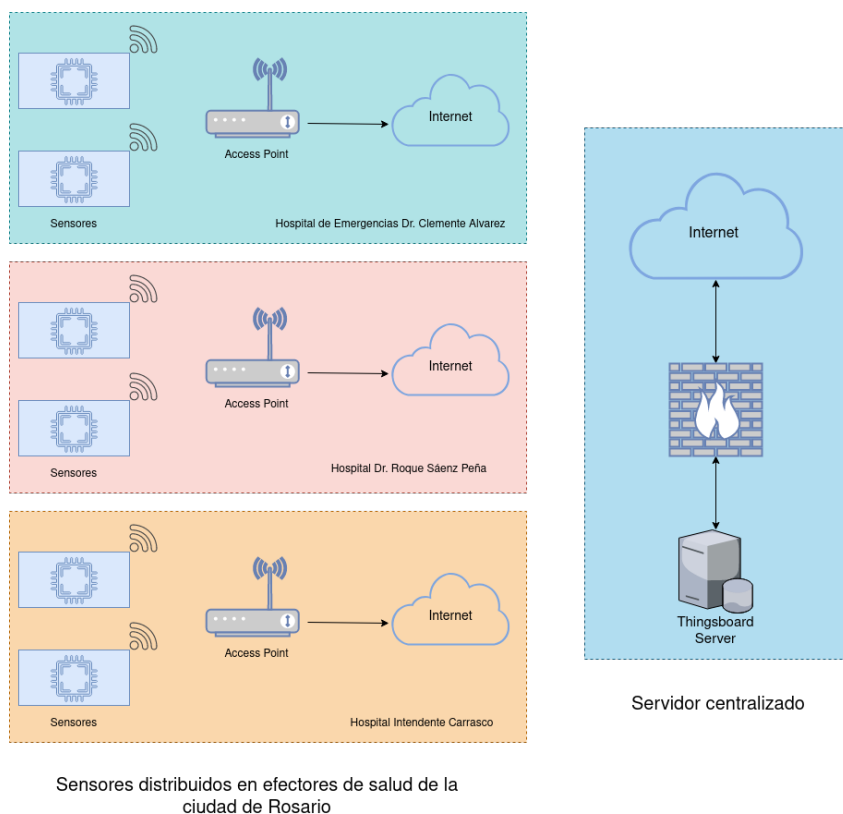 Internet
Access Point
Sensores
Hospital de Emergencias Dr. Clemente Alvarez
Internet
Access Point
Sensores
Hospital Dr. Roque Sáenz Peña
Internet
Access Point
Sensores
Hospital Intendente Carrasco
Sensores distribuidos en efectores de salud de la
ciudad de Rosario
Internet
Thingsboard
Server
Servidor centralizado